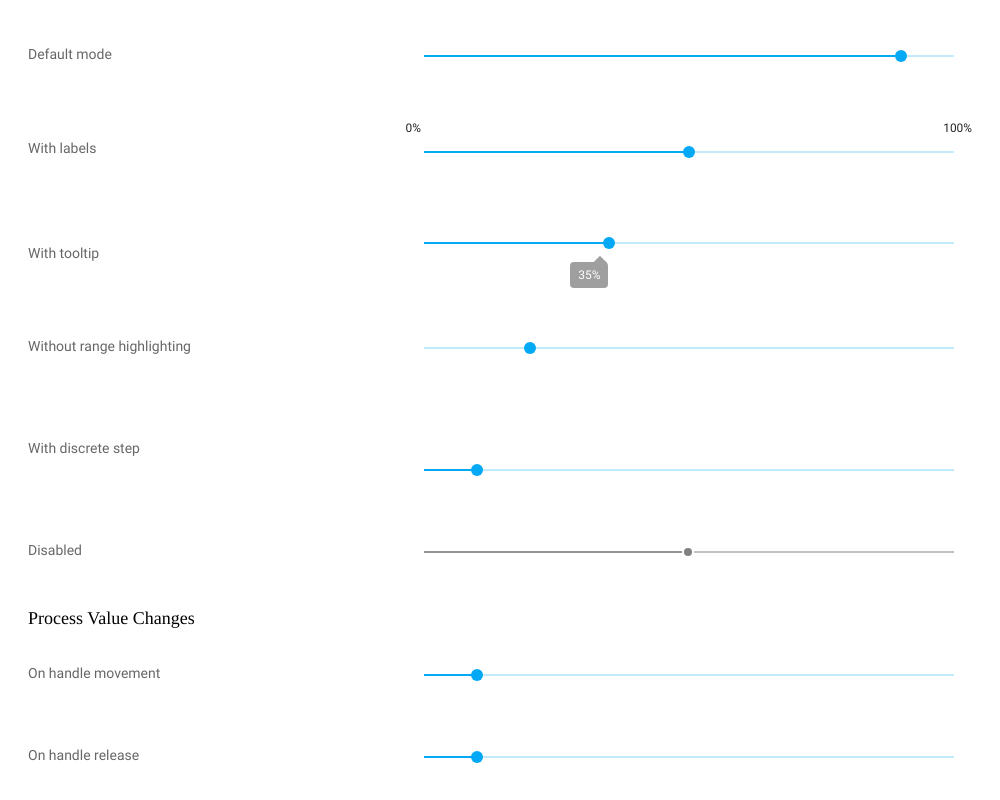 Default mode
0%
100%
With labels
With tooltip
35%
Without range highlighting
With discrete step
Disabled
Process Value Changes
On handle movement
On handle release